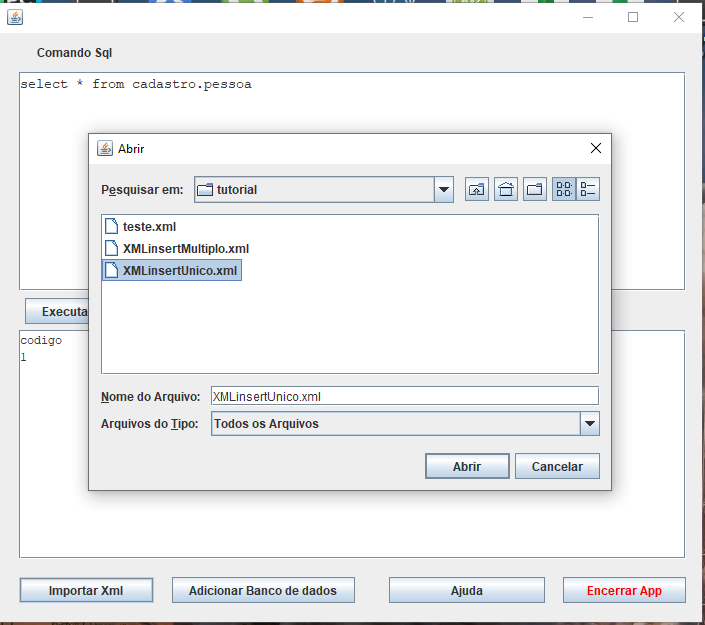 Comando Sql
select * from cadastro.pessoa
Abrir
Pesquisar em: tutorial
teste.xml
XMLinsertMultiplo.xml
XMLinsertUnico.xml
Executa
codigo
1
Nome do Arquivo: XMLinsertUnico.xml
Arquivos do Tipo: Todos os Arquivos
Abrir Cancelar
Importar Xml Adicionar Banco de dados Ajuda Encerrar App